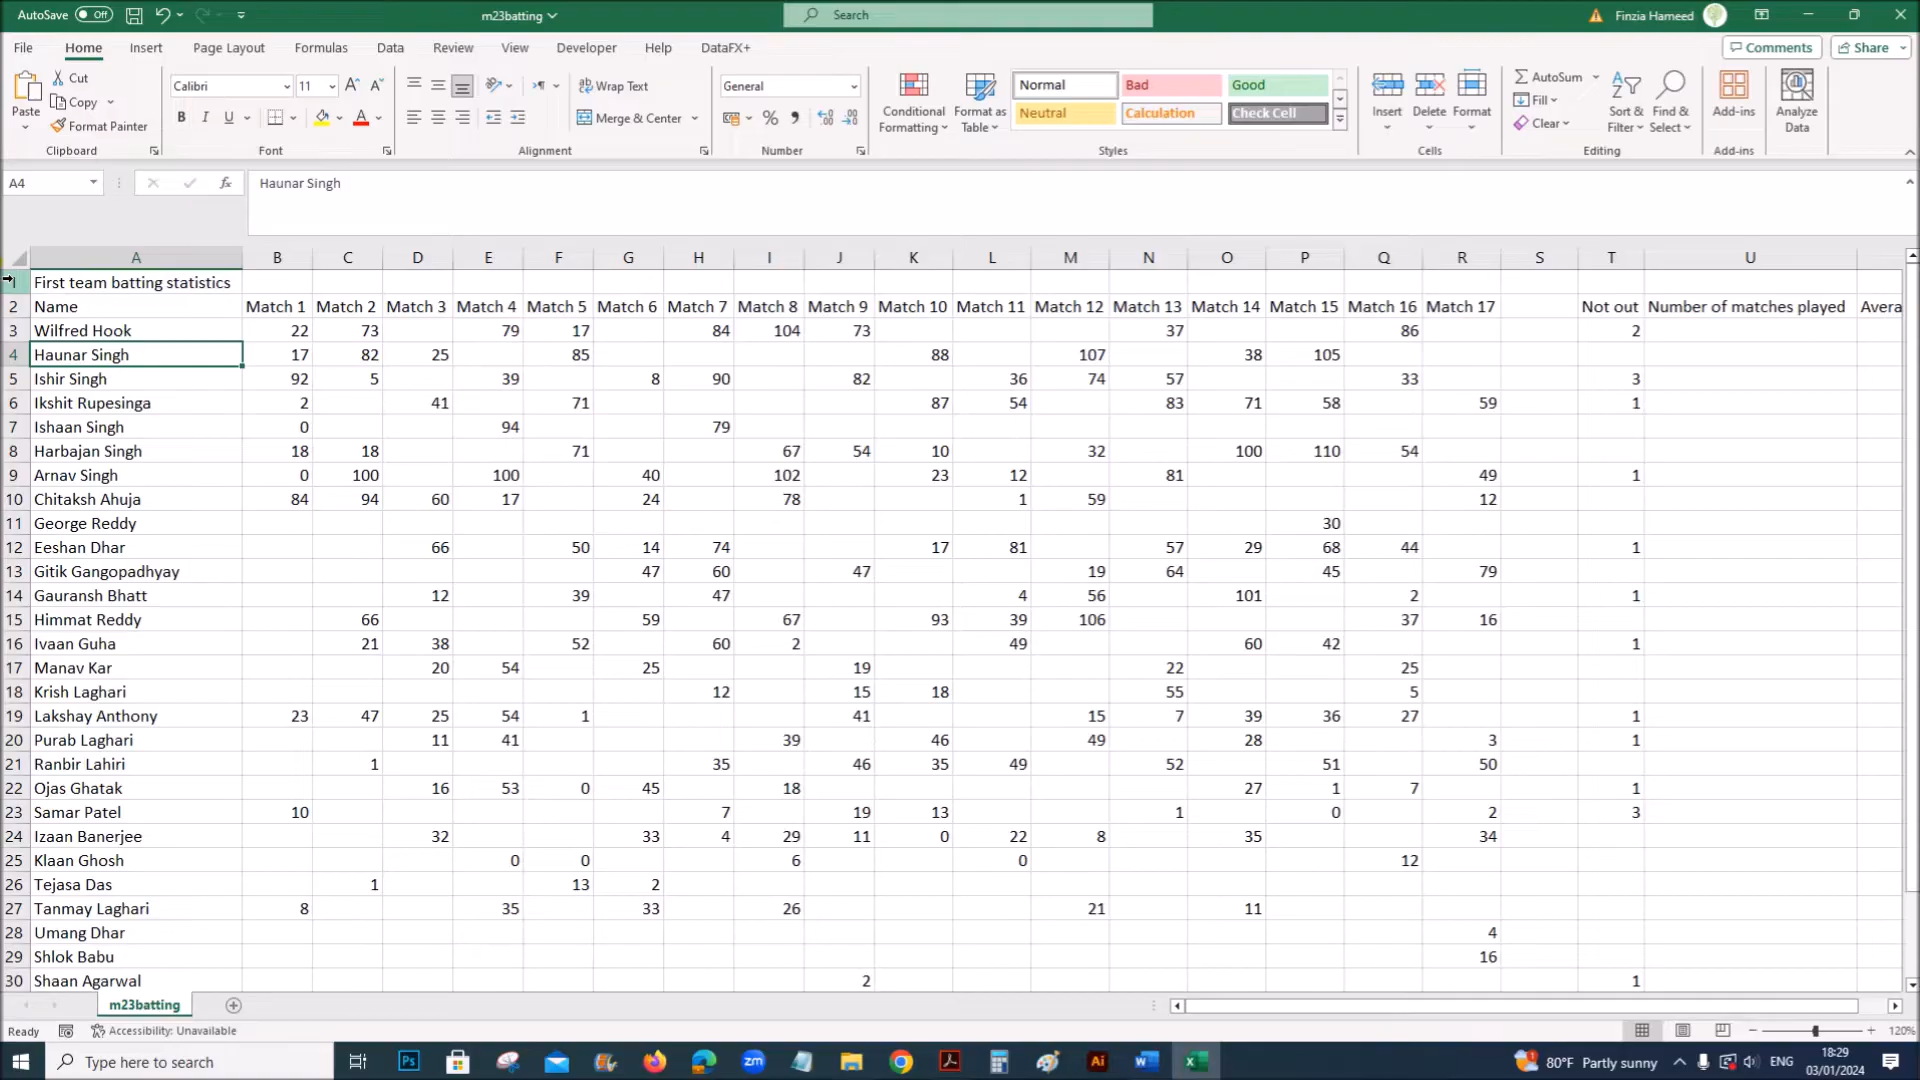 AutoSave Off m23batting Search Finzia Hameed
File Home Insert Page Layout Formulas Data Review View Developer Help DataFX+ Comments Share
Paste Cut Copy Format Painter Clipboard
Calibri 11 B I U Font
Wrap Text Merge & Center Alignment
General % Number
Conditional Formatting Format as Table Normal Bad Good Neutral Calculation Check Cell Styles
Insert Delete Format Cells
AutoSum Fill Clear Sort & Filter Find & Select Editing
Add-ins Add-ins Analyze Data
A4 fx Haunar Singh
A B C D E F G H I J K L M N O P Q R S T U
1 First team batting statistics
2 Name Match 1 Match 2 Match 3 Match 4 Match 5 Match 6 Match 7 Match 8 Match 9 Match 10 Match 11 Match 12 Match 13 Match 14 Match 15 Match 16 Match 17 Not out Number of matches played Avera
3 Wilfred Hook 22 73 79 17 84 104 73 37 86 2
4 Haunar Singh 17 82 25 85 88 107 38 105
5 Ishir Singh 92 5 39 8 90 82 36 74 57 33 3
6 Ikshit Rupesinga 2 41 71 87 54 83 71 58 59 1
7 Ishaan Singh 0 94 79
8 Harbajan Singh 18 18 71 67 54 10 32 100 110 54
9 Arnav Singh 0 100 100 40 102 23 12 81 49 1
10 Chitaksh Ahuja 84 94 60 17 24 78 1 59 12
11 George Reddy 30
12 Eeshan Dhar 66 50 14 74 17 81 57 29 68 44 1
13 Gitik Gangopadhyay 47 60 47 19 64 45 79
14 Gauransh Bhatt 12 39 47 4 56 101 2 1
15 Himmat Reddy 66 59 67 93 39 106 37 16
16 Ivaan Guha 21 38 52 60 2 49 60 42 1
17 Manav Kar 20 54 25 19 22 25
18 Krish Laghari 12 15 18 55 5
19 Lakshay Anthony 23 47 25 54 1 41 15 7 39 36 27 1
20 Purab Laghari 11 41 39 46 49 28 3 1
21 Ranbir Lahiri 1 35 46 35 49 52 51 50
22 Ojas Ghatak 16 53 0 45 18 27 1 7 1
23 Samar Patel 10 7 19 13 1 0 2 3
24 Izaan Banerjee 32 33 4 29 11 0 22 8 35 34
25 Klaan Ghosh 0 0 6 0 12
26 Tejasa Das 1 13 2
27 Tanmay Laghari 8 35 33 26 21 11
28 Umang Dhar 4
29 Shlok Babu 16
30 Shaan Agarwal 2 1
m23batting
Ready Accessibility: Unavailable 120%
Type here to search Ps zm Ai 80°F Partly sunny ENG 18:29
03/01/2024